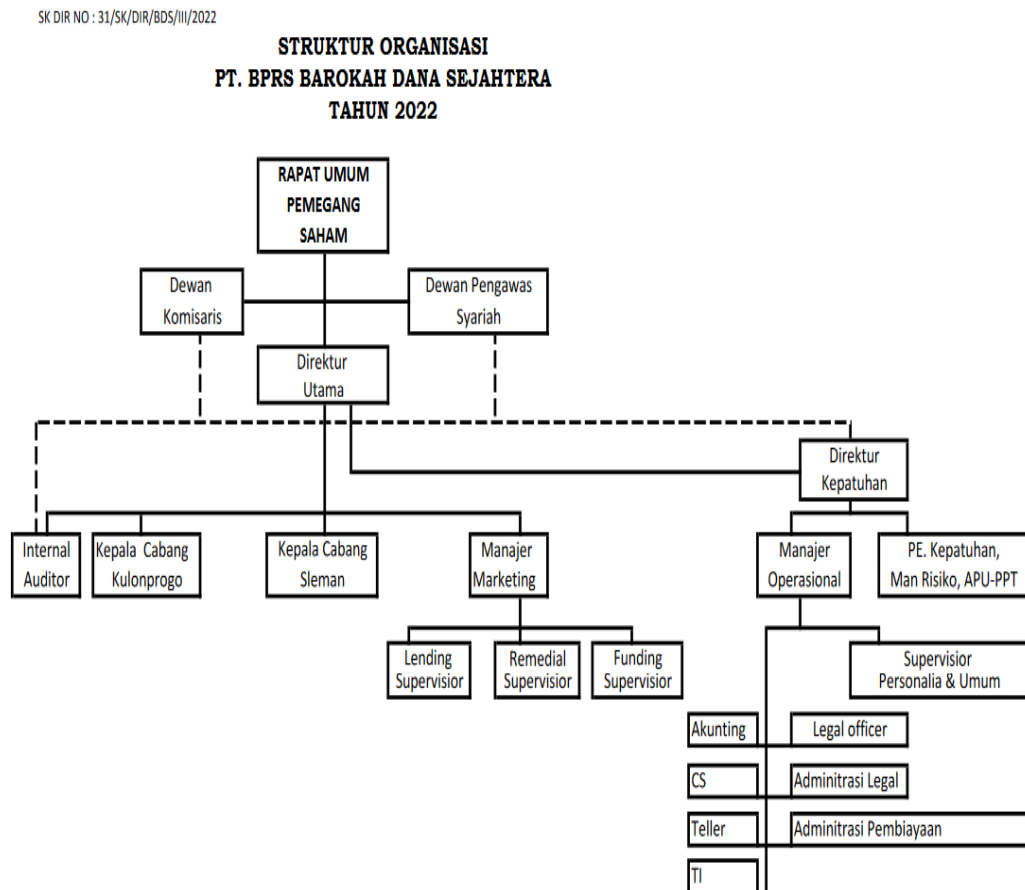 SK DIR NO : 31/SK/DIR/BDS/III/2022
STRUKTUR ORGANISASI
PT. BPRS BAROKAH DANA SEJAHTERA
TAHUN 2022
RAPAT UMUM
PEMEGANG
SAHAM
Dewan
Komisaris
Dewan Pengawas
Syariah
Direktur
Utama
Direktur
Kepatuhan
Internal
Auditor
Kepala Cabang
Kulonprogo
Kepala Cabang
Sleman
Manajer
Marketing
Manajer
Operasional
PE. Kepatuhan,
Man Risiko, APU-PPT
Lending
Supervisior
Remedial
Supervisior
Funding
Supervisior
Supervisior
Personalia & Umum
Akunting
Legal officer
CS
Adminitrasi Legal
Teller
Adminitrasi Pembiayaan
TI